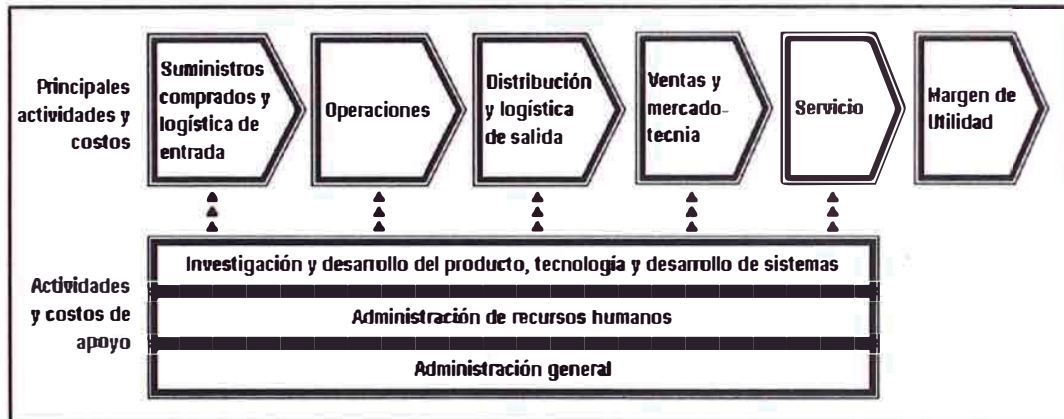 Principales
actividades y
costos
Suministros
comprados y
logística de
entrada
Operaciones
Distribución
y logística
de salida
Ventas y
mercado-
tecnia
Servicio
Margen de
Utilidad
Actividades
y costos de
apoyo
Investigación y desarrollo del producto, tecnología y desarrollo de sistemas
Administración de recursos humanos
Administración general